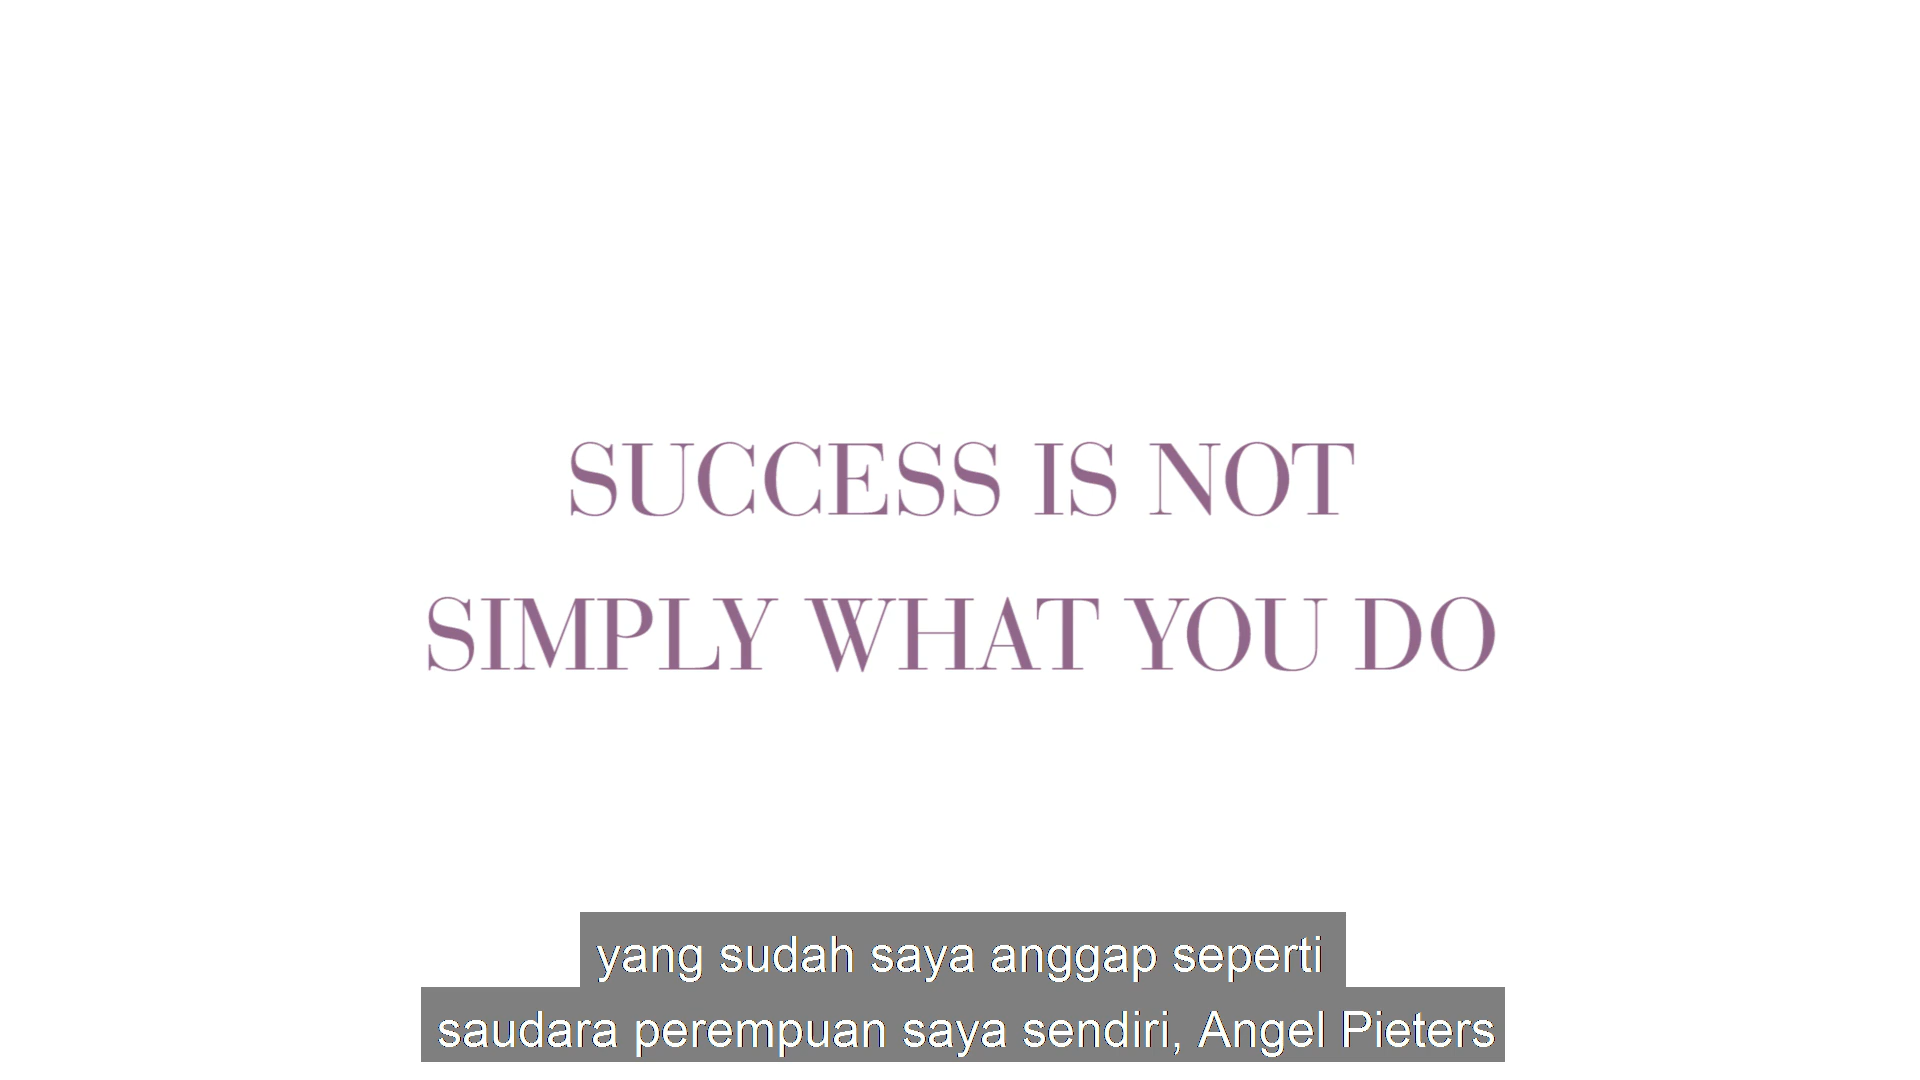 SUCCESS IS NOT
SIMPLY WHAT YOU DO
yang sudah saya anggap seperti
saudara perempuan saya sendiri, Angel Pieters